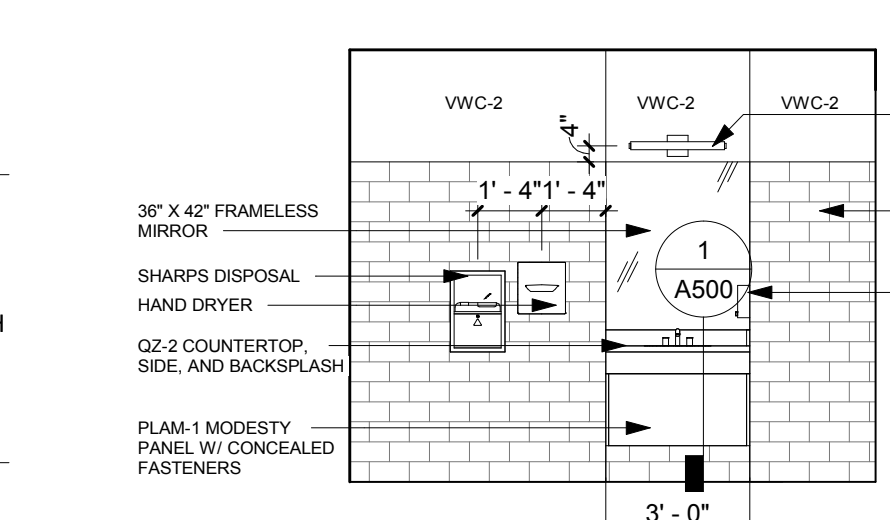 VWC-2
VWC-2
VWC-2
4"
1' - 4"
1' - 4"
36" X 42" FRAMELESS
MIRROR
SHARPS DISPOSAL
HAND DRYER
QZ-2 COUNTERTOP,
SIDE, AND BACKSPLASH
PLAM-1 MODESTY
PANEL W/ CONCEALED
FASTENERS
1
A500
H
3' - 0"